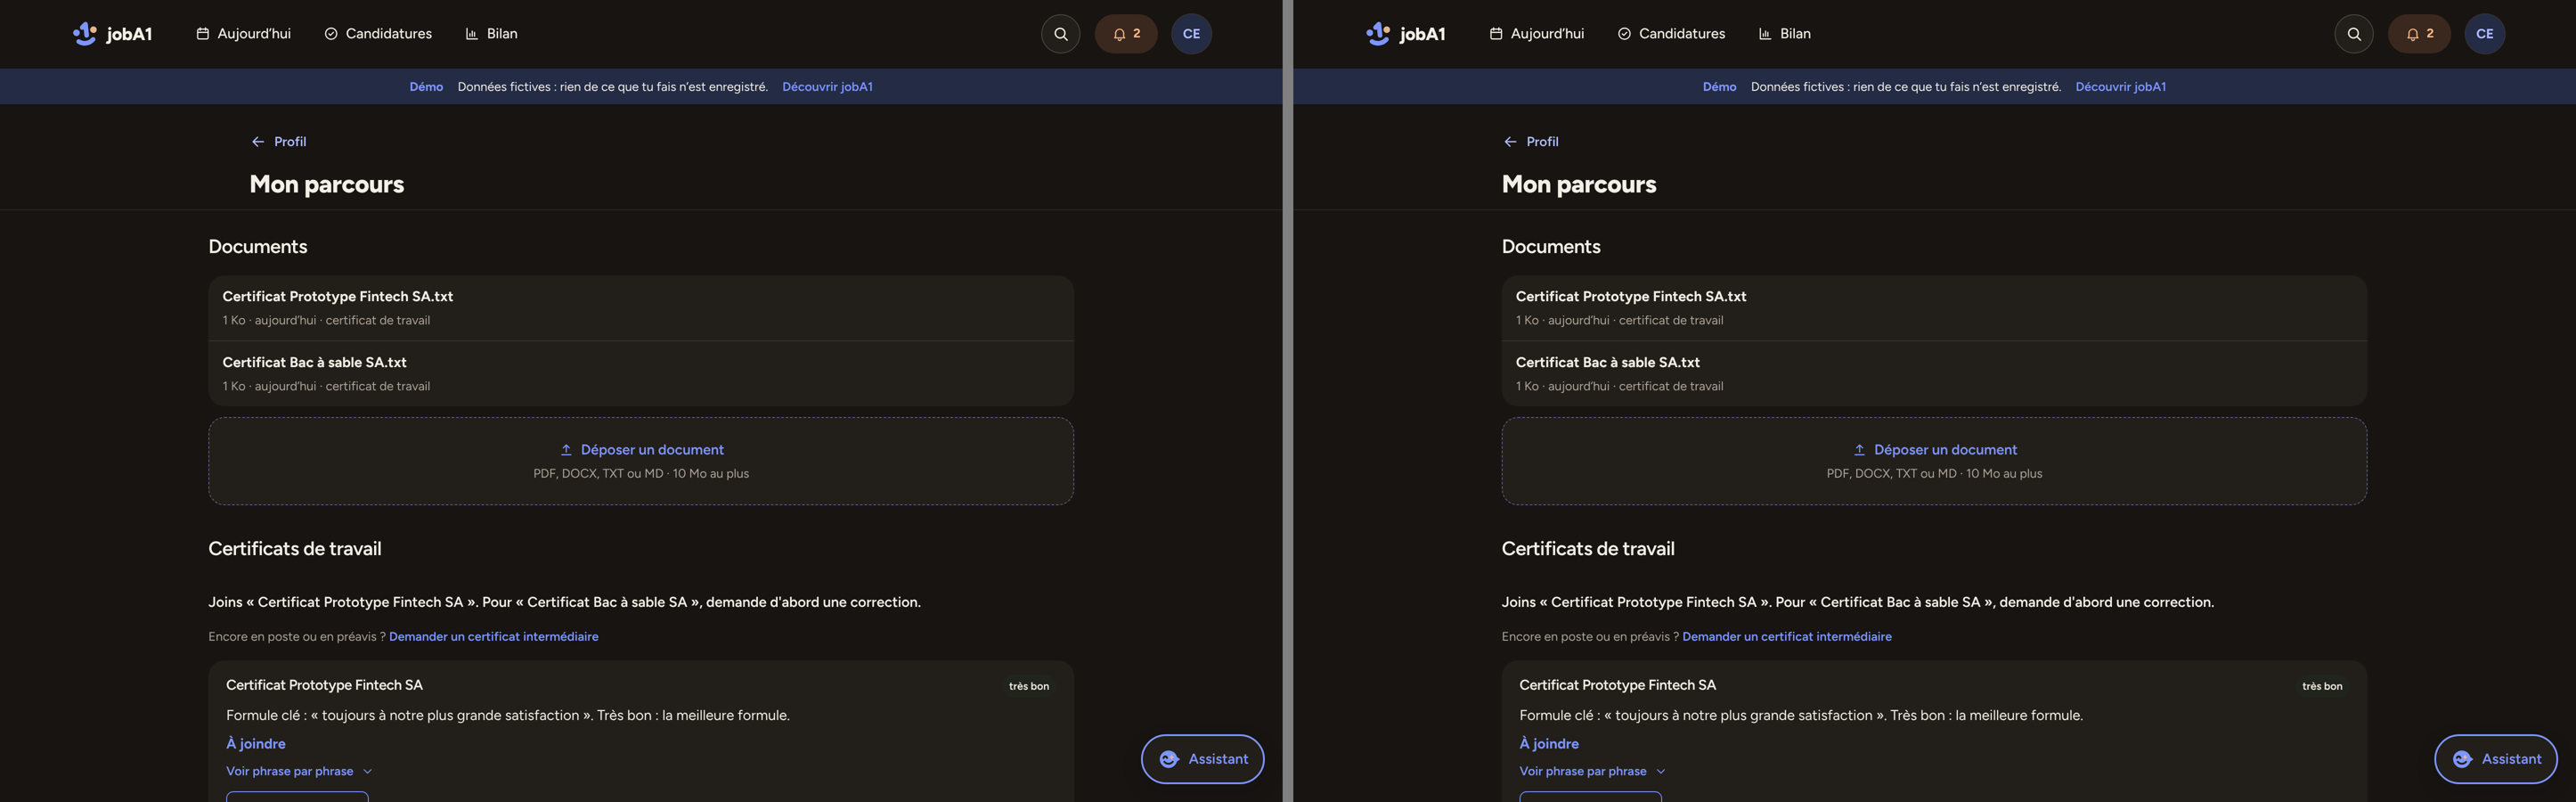 jobA1 Aujourd'hui Candidatures Bilan 2 CE
Démo Données fictives : rien de ce que tu fais n'est enregistré. Découvrir jobA1
← Profil
Mon parcours
Documents
Certificat Prototype Fintech SA.txt
1 Ko · aujourd'hui · certificat de travail
Certificat Bac à sable SA.txt
1 Ko · aujourd'hui · certificat de travail
Déposer un document
PDF, DOCX, TXT ou MD · 10 Mo au plus
Certificats de travail
Joins « Certificat Prototype Fintech SA ». Pour « Certificat Bac à sable SA », demande d'abord une correction.
Encore en poste ou en préavis ? Demander un certificat intermédiaire
Certificat Prototype Fintech SA très bon
Formule clé : « toujours à notre plus grande satisfaction ». Très bon : la meilleure formule.
À joindre
Voir phrase par phrase
Assistant
jobA1 Aujourd'hui Candidatures Bilan 2 CE
Démo Données fictives : rien de ce que tu fais n'est enregistré. Découvrir jobA1
← Profil
Mon parcours
Documents
Certificat Prototype Fintech SA.txt
1 Ko · aujourd'hui · certificat de travail
Certificat Bac à sable SA.txt
1 Ko · aujourd'hui · certificat de travail
Déposer un document
PDF, DOCX, TXT ou MD · 10 Mo au plus
Certificats de travail
Joins « Certificat Prototype Fintech SA ». Pour « Certificat Bac à sable SA », demande d'abord une correction.
Encore en poste ou en préavis ? Demander un certificat intermédiaire
Certificat Prototype Fintech SA très bon
Formule clé : « toujours à notre plus grande satisfaction ». Très bon : la meilleure formule.
À joindre
Voir phrase par phrase
Assistant